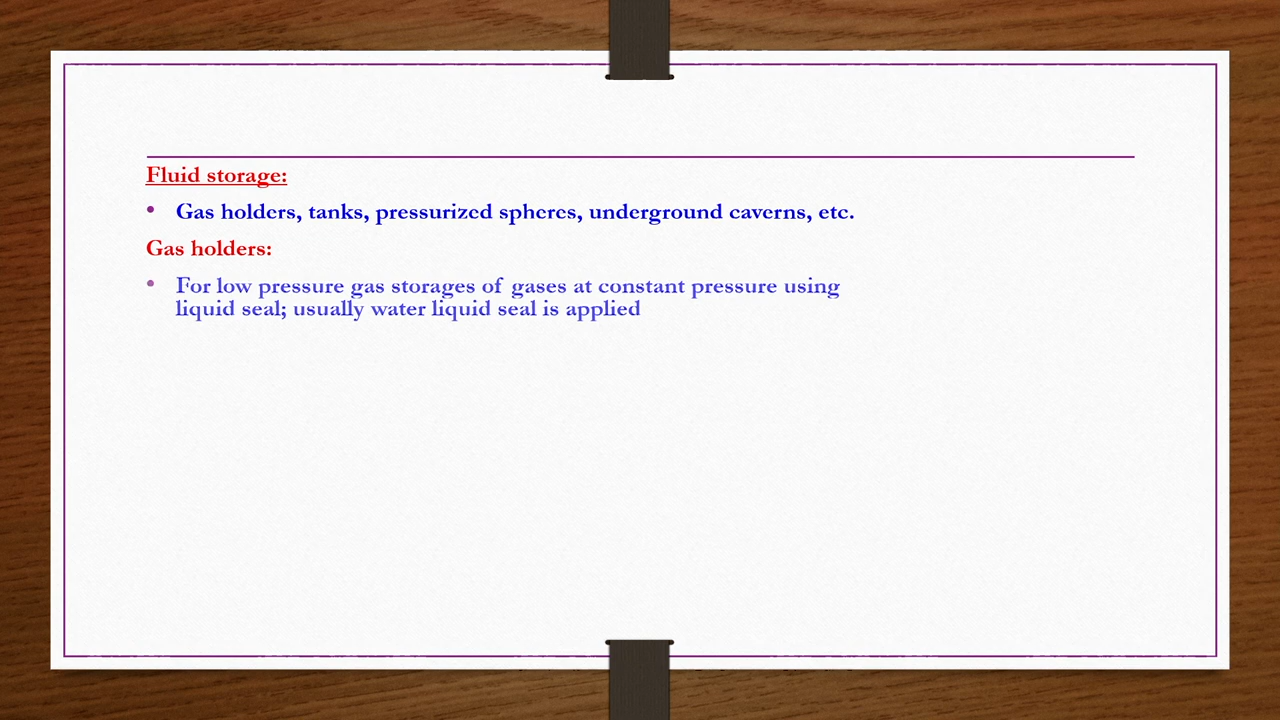 Fluid storage:
• Gas holders, tanks, pressurized spheres, underground caverns, etc.
Gas holders:
• For low pressure gas storages of gases at constant pressure using
liquid seal; usually water liquid seal is applied